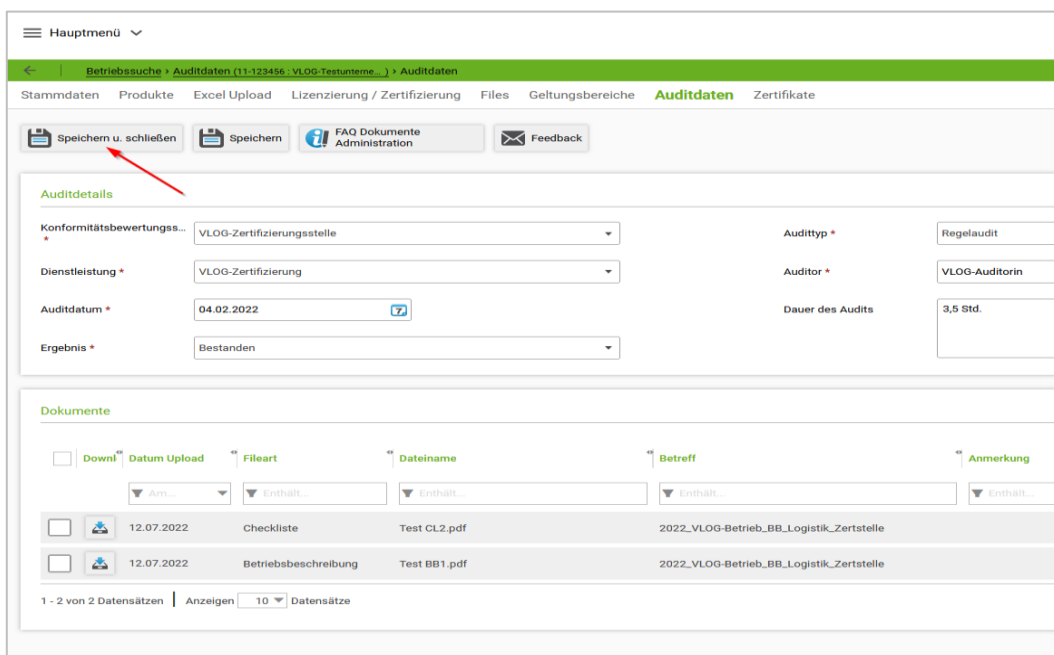 Hauptmenü
Betriebssuche › Auditdaten (11-123456 : VLOG-Testunterne... ) › Auditdaten
Stammdaten Produkte Excel Upload Lizenzierung / Zertifizierung Files Geltungsbereiche Auditdaten Zertifikate
Speichern u. schließen Speichern FAQ Dokumente Administration Feedback
Auditdetails
Konformitätsbewertungss... * VLOG-Zertifizierungsstelle Audittyp * Regelaudit
Dienstleistung * VLOG-Zertifizierung Auditor * VLOG-Auditorin
Auditdatum * 04.02.2022 Dauer des Audits 3,5 Std.
Ergebnis * Bestanden
Dokumente
Downl Datum Upload Fileart Dateiname Betreff Anmerkung
Am... Enthält... Enthält... Enthält... Enthält...
12.07.2022 Checkliste Test CL2.pdf 2022_VLOG-Betrieb_BB_Logistik_Zertstelle
12.07.2022 Betriebsbeschreibung Test BB1.pdf 2022_VLOG-Betrieb_BB_Logistik_Zertstelle
1 - 2 von 2 Datensätzen Anzeigen 10 Datensätze